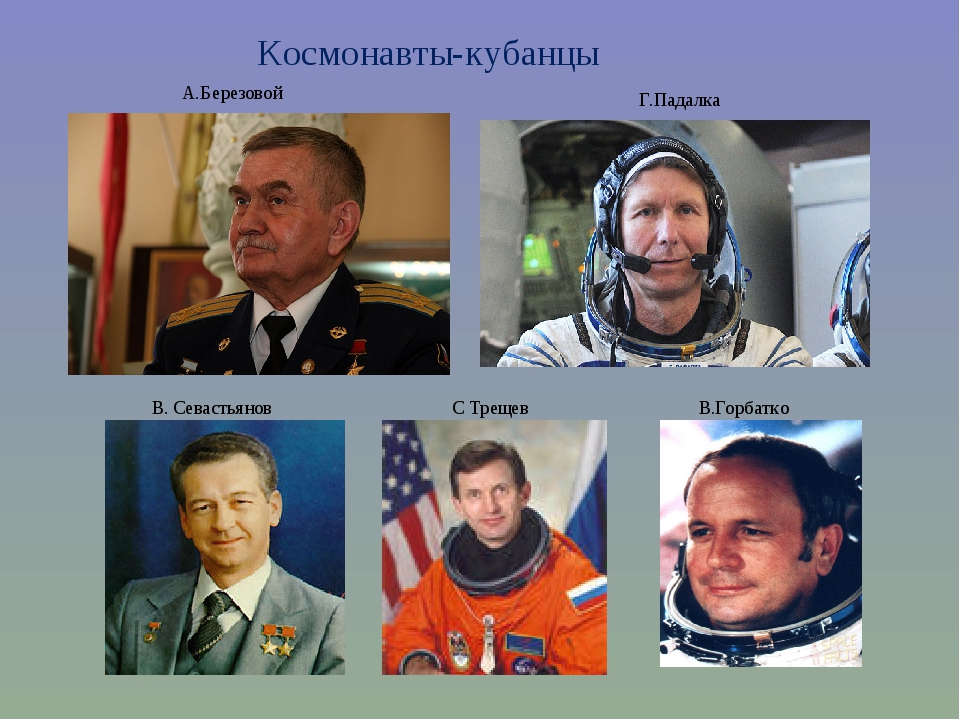 Космонавты-кубанцы
А.Березовой
Г.Падалка
В. Севастьянов
С Трещев
В.Горбатко